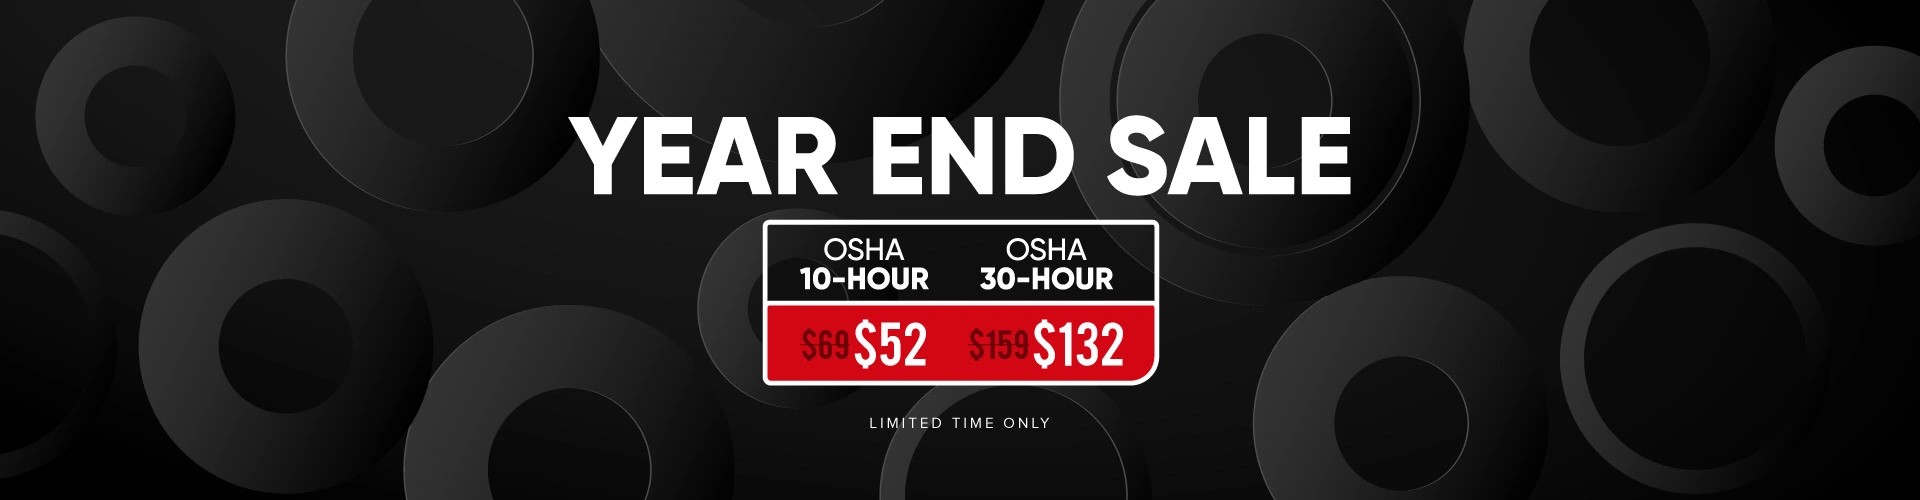 YEAR END SALE
OSHA OSHA
10-HOUR 30-HOUR
$69 $52 $159 $132
LIMITED TIME ONLY